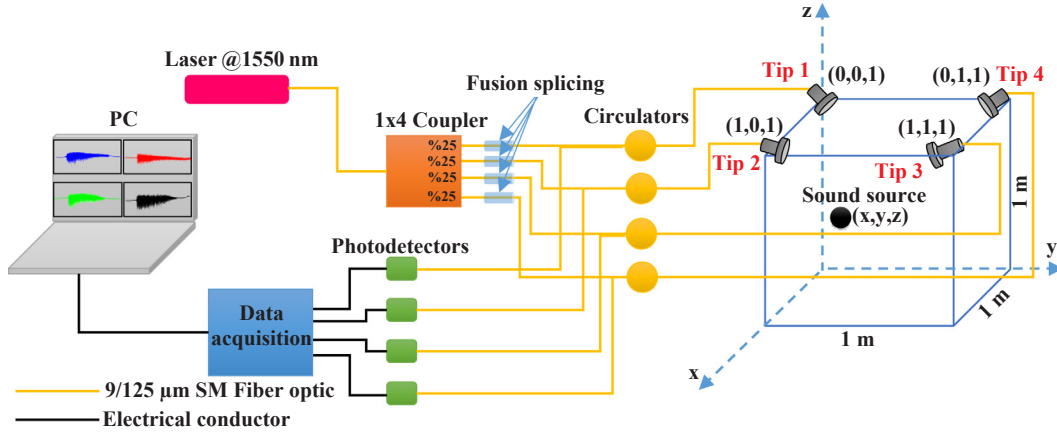 z
Laser @1550 nm
Tip 1
(0,0,1)
(0,1,1)
Tip 4
Fusion splicing
PC
1x4 Coupler
Circulators
%25
%25
%25
%25
(1,0,1)
(1,1,1)
Tip 2
Tip 3
1 m
Sound source
(x,y,z)
Photodetectors
y
1 m
Data
acquisition
1 m
x
9/125 µm SM Fiber optic
Electrical conductor